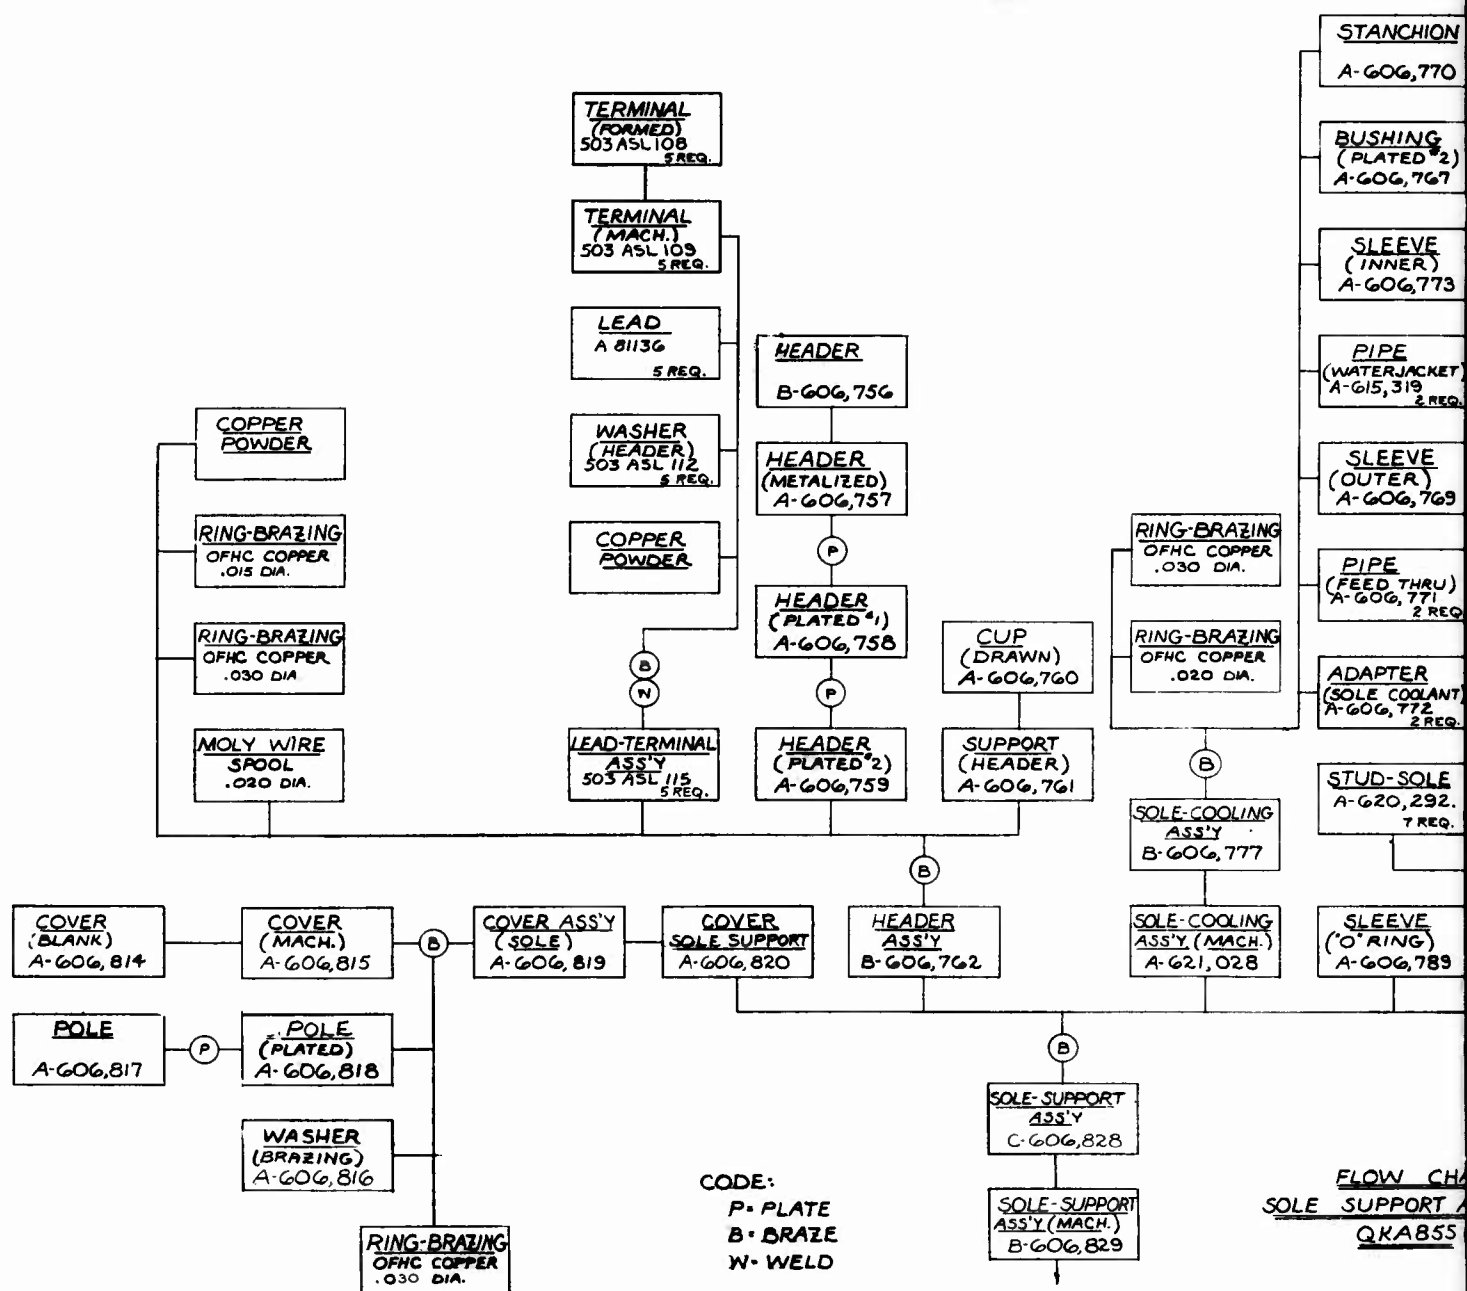 STANCHION
A-606,770
TERMINAL
(FORMED)
503 ASL 108
5 REQ.
BUSHING
(PLATED #2)
A-606,767
TERMINAL
(MACH.)
503 ASL 109
5 REQ.
SLEEVE
(INNER)
A-606,773
LEAD
A 81136
5 REQ.
HEADER
B-606,756
PIPE
(WATERJACKET)
A-615,319
2 REQ.
COPPER
POWDER
WASHER
(HEADER)
503 ASL 112
5 REQ.
HEADER
(METALIZED)
A-606,757
SLEEVE
(OUTER)
A-606,769
RING-BRAZING
OFHC COPPER
.015 DIA.
COPPER
POWDER
P
RING-BRAZING
OFHC COPPER
.030 DIA.
PIPE
(FEED THRU)
A-606,771
2 REQ
HEADER
(PLATED #1)
A-606,758
RING-BRAZING
OFHC COPPER
.030 DIA
B
W
P
CUP
(DRAWN)
A-606,760
RING-BRAZING
OFHC COPPER
.020 DIA.
ADAPTER
(SOLE COOLANT)
A-606,772
2 REQ.
MOLY WIRE
SPOOL
.020 DIA.
LEAD-TERMINAL
ASS'Y
503 ASL 115
5 REQ.
HEADER
(PLATED #2)
A-606,759
SUPPORT
(HEADER)
A-606,761
B
STUD-SOLE
A-620,292.
7 REQ.
SOLE-COOLING
ASS'Y
B-606,777
B
COVER
(BLANK)
A-606,814
COVER
(MACH.)
A-606,815
B
COVER ASS'Y
(SOLE)
A-606,819
COVER
SOLE SUPPORT
A-606,820
HEADER
ASS'Y
B-606,762
SOLE-COOLING
ASS'Y. (MACH.)
A-621,028
SLEEVE
("O" RING)
A-606,789
POLE
A-606,817
P
POLE
(PLATED)
A-606,818
B
WASHER
(BRAZING)
A-606,816
SOLE-SUPPORT
ASS'Y
C-606,828
RING-BRAZING
OFHC COPPER
.030 DIA.
CODE:
P= PLATE
B= BRAZE
W= WELD
SOLE-SUPPORT
ASS'Y (MACH.)
B-606,829
FLOW
SOLE SUPPORT
QKA855